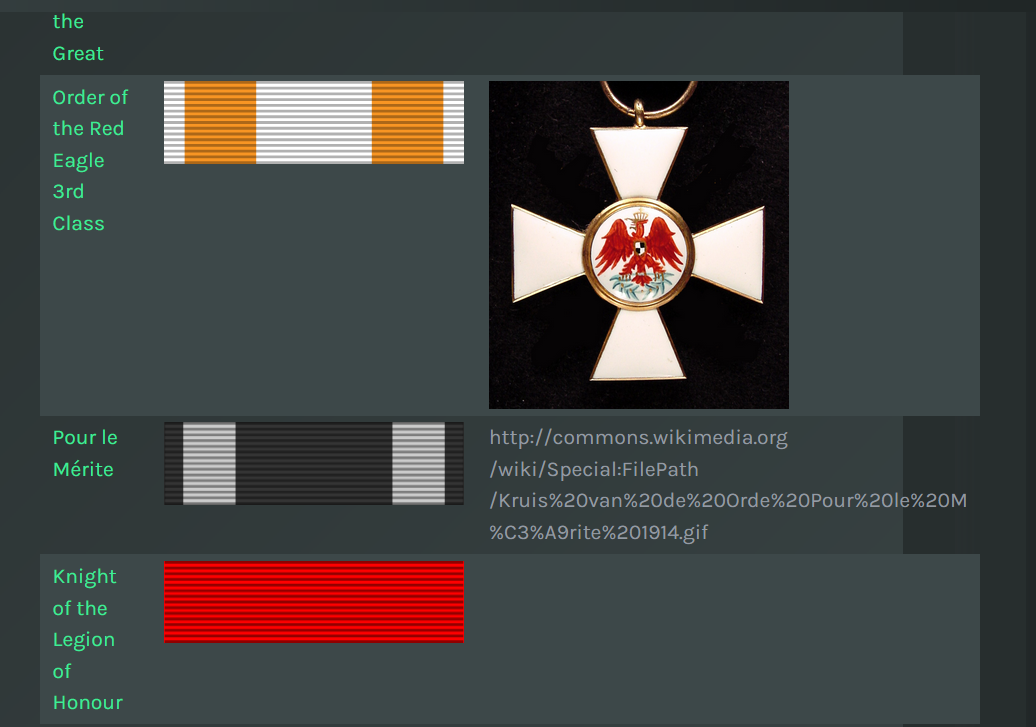 the
Great
Order of
the Red
Eagle
3rd
Class
Pour le
Mérite
http://commons.wikimedia.org
/wiki/Special:FilePath
/Kruis%20van%20de%20Orde%20Pour%20le%20M
%C3%A9rite%201914.gif
Knight
of the
Legion
of
Honour